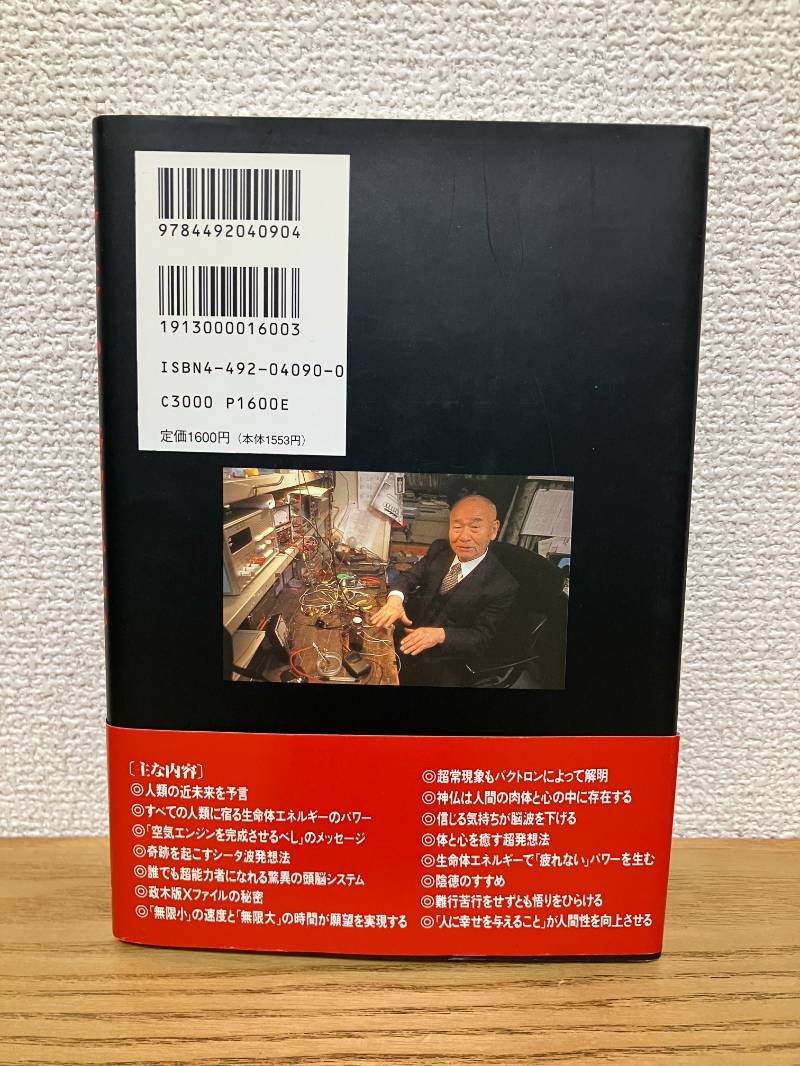 9784492040904
1913000016003
ISBN4-492-04090-0
C3000 P1600E
定価1600円（本体1553円）
〔主な内容〕
◎人類の近未来を予言
◎すべての人類に宿る生命体エネルギーのパワー
◎「空気エンジンを完成させるべし」のメッセージ
◎奇跡を起こすシータ波発想法
◎誰でも超能力者になれる驚異の頭脳システム
◎政木版Xファイルの秘密
◎「無限小」の速度と「無限大」の時間が願望を実現する
◎超常現象もパクトロンによって解明
◎神仏は人間の肉体と心の中に存在する
◎信じる気持ちが脳波を下げる
◎体と心を癒す超発想法
◎生命体エネルギーで「疲れない」パワーを生む
◎陰徳のすすめ
◎難行苦行をせずとも悟りをひらける
◎「人に幸せを与えること」が人間性を向上させる